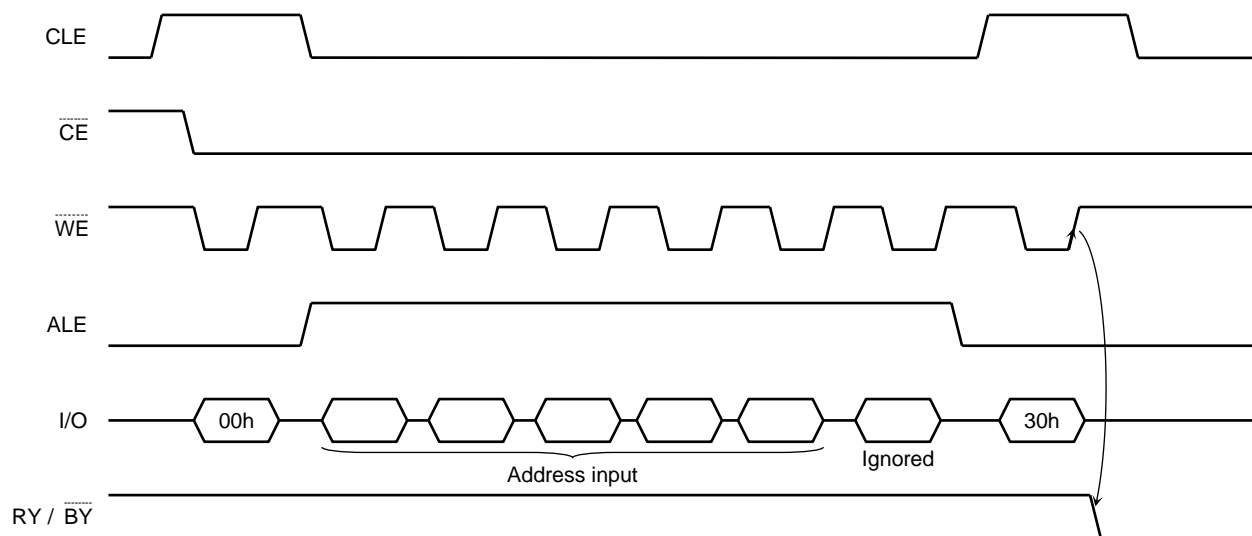 CLE
CE
WE
ALE
I/O
00h
30h
Ignored
Address input
RY / BY